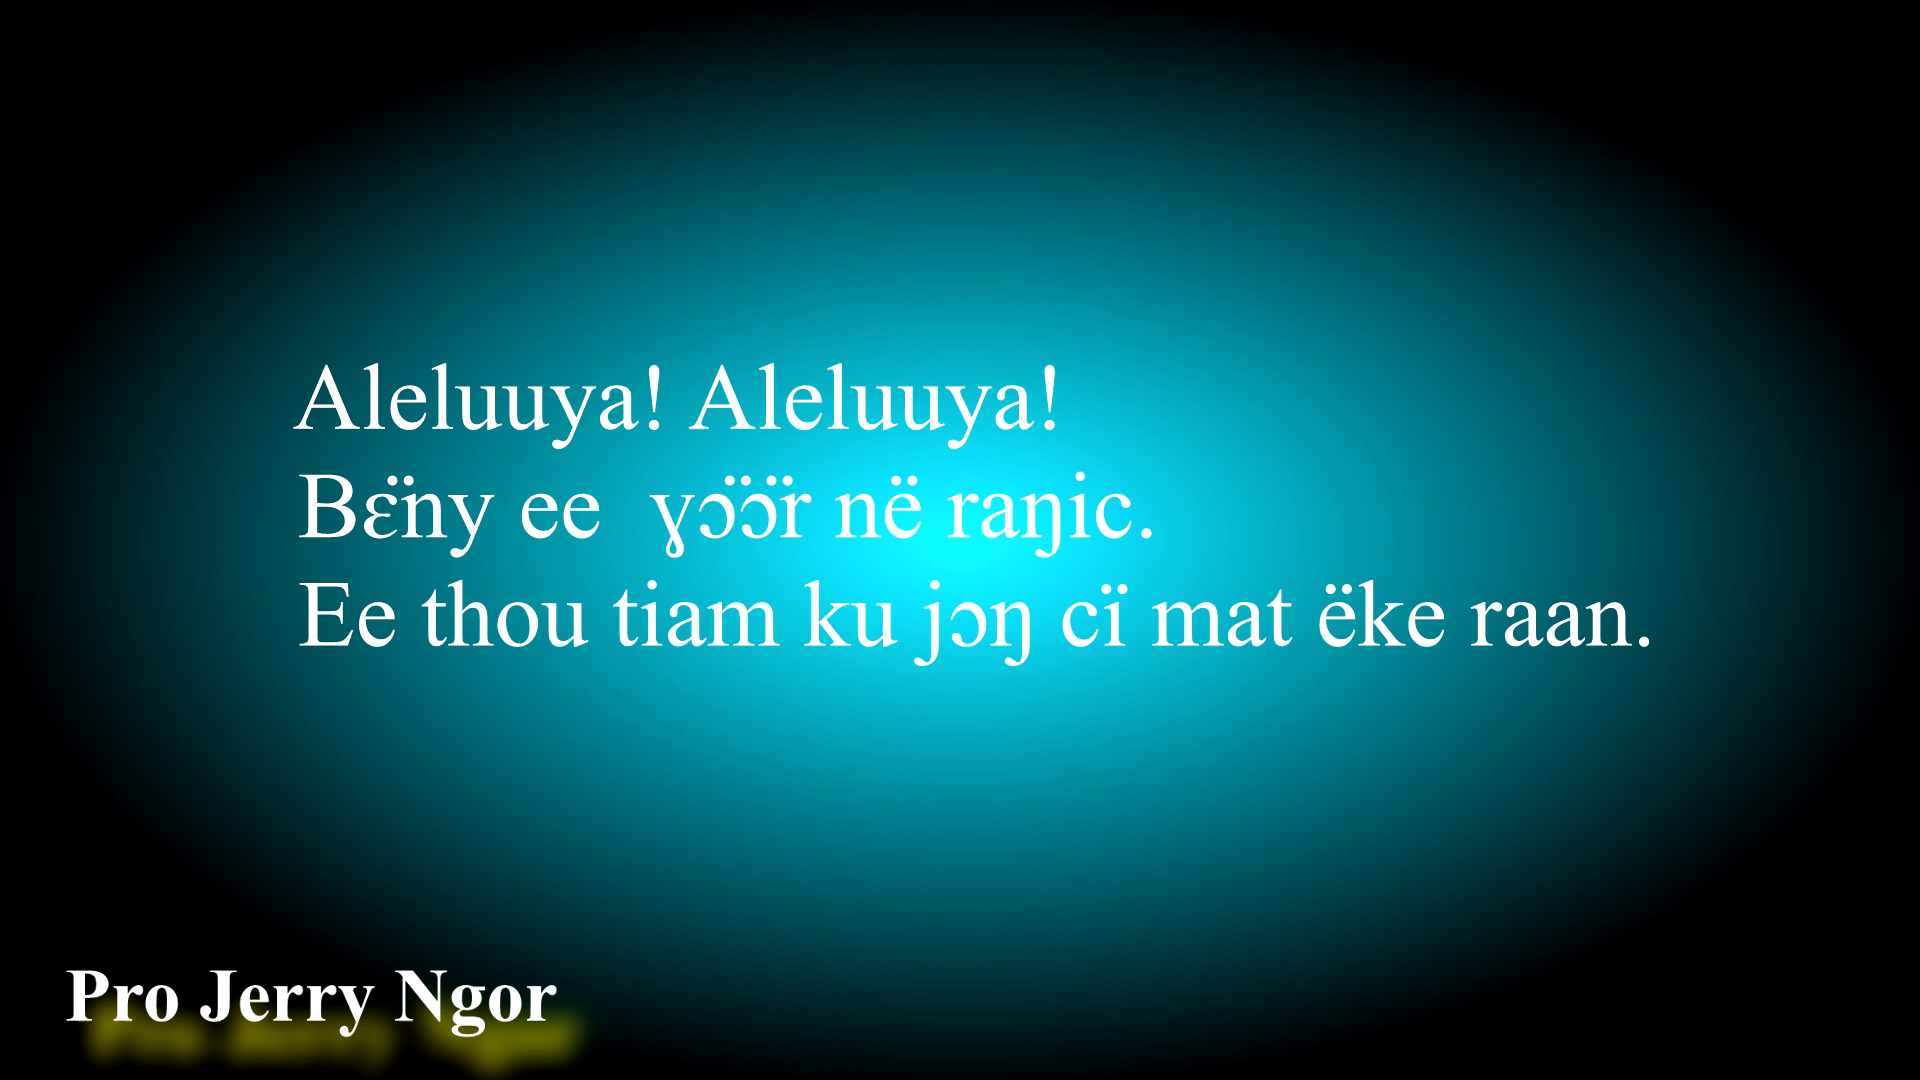 Aleluuya! Aleluuya!
Bɛ̈ny ee ɣɔ̈ɔ̈r̈ në raŋic.
Ee thou tiam ku jɔŋ cï mat ëke raan.
Pro Jerry Ngor